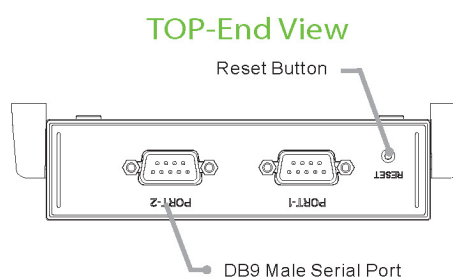 TOP-End View
Reset Button
RESET
PORT-2
PORT-1
DB9 Male Serial Port